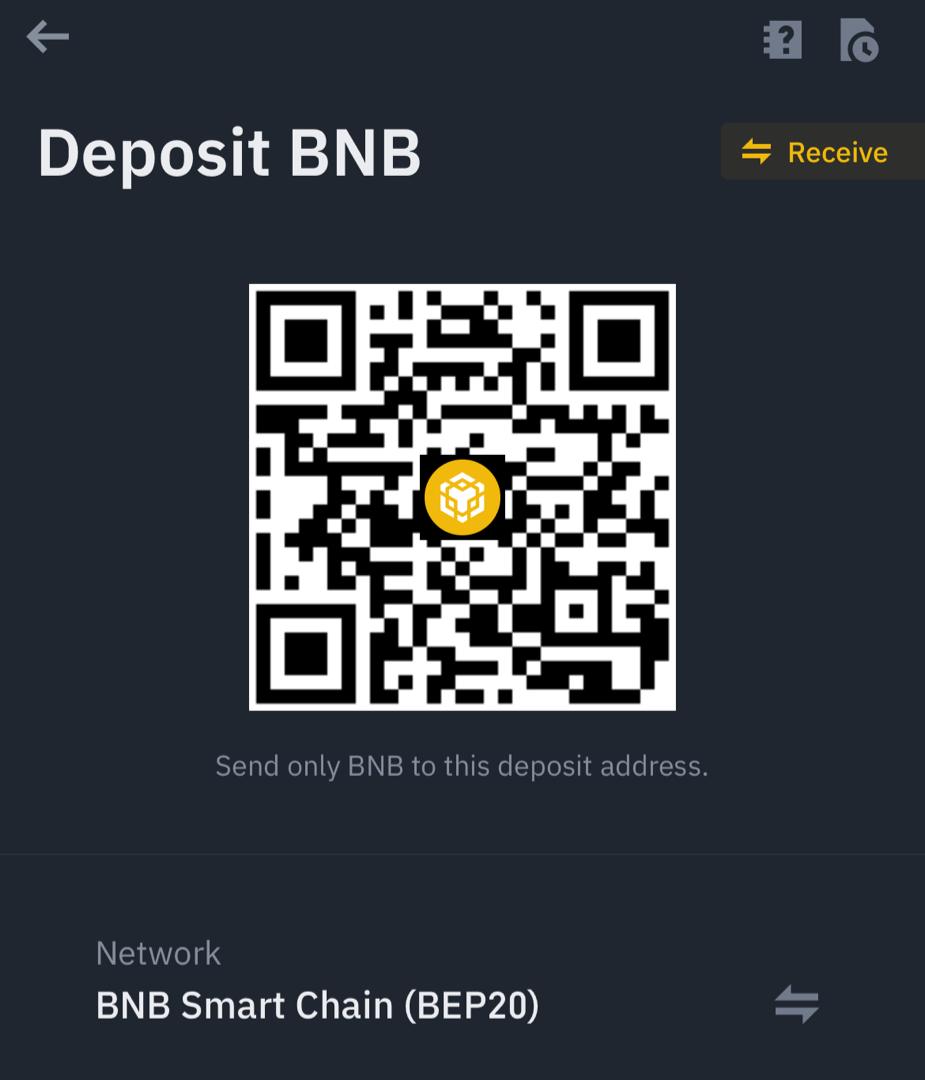 Deposit BNB
Receive
Send only BNB to this deposit address.
Network
BNB Smart Chain (BEP20)